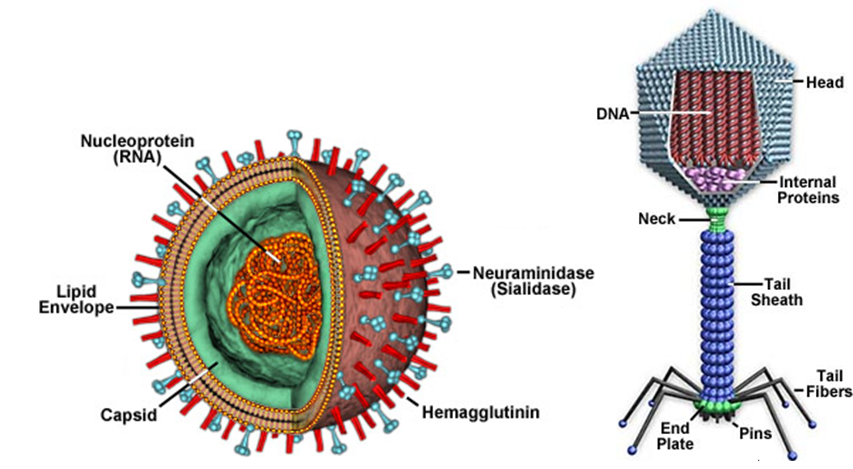 Nucleoprotein
(RNA)
Lipid
Envelope
Capsid
Neuraminidase
(Sialidase)
Hemagglutinin
Head
DNA
Internal
Proteins
Neck
Tail
Sheath
Tail
Fibers
End
Plate
Pins